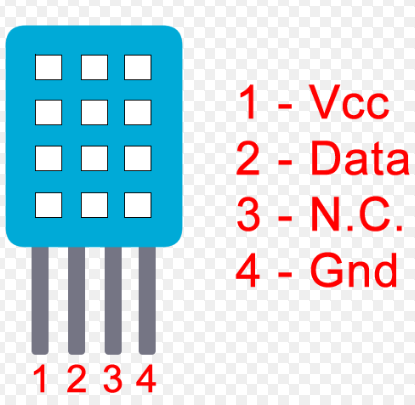 1 - Vcc
2 - Data
3 - N.C.
4 - Gnd
1 2 3 4